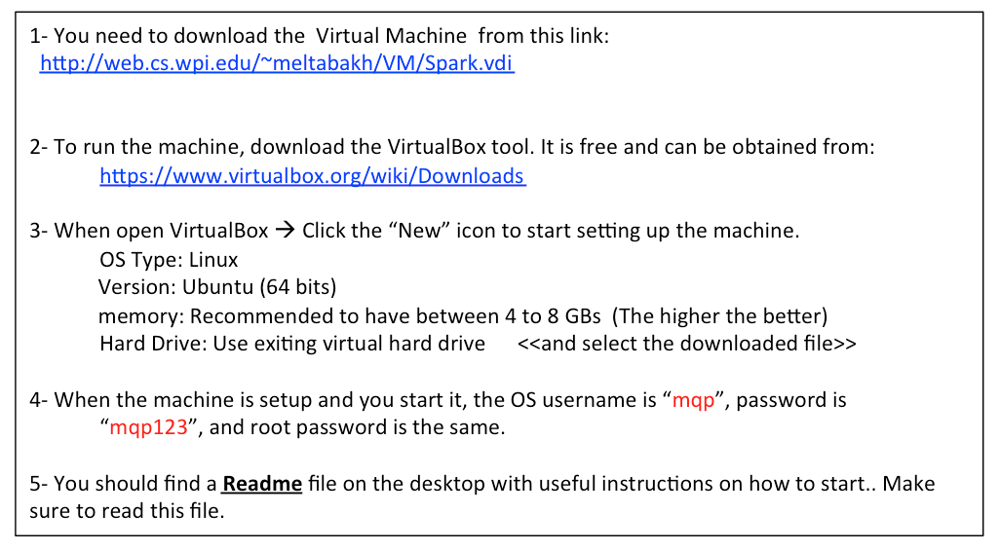 1- You need to download the Virtual Machine from this link:
http://web.cs.wpi.edu/~meltabakh/VM/Spark.vdi
2- To run the machine, download the VirtualBox tool. It is free and can be obtained from:
https://www.virtualbox.org/wiki/Downloads
3- When open VirtualBox → Click the “New” icon to start setting up the machine.
OS Type: Linux
Version: Ubuntu (64 bits)
memory: Recommended to have between 4 to 8 GBs (The higher the better)
Hard Drive: Use exiting virtual hard drive <<and select the downloaded file>>
4- When the machine is setup and you start it, the OS username is “mqp”, password is
“mqp123”, and root password is the same.
5- You should find a Readme file on the desktop with useful instructions on how to start.. Make
sure to read this file.